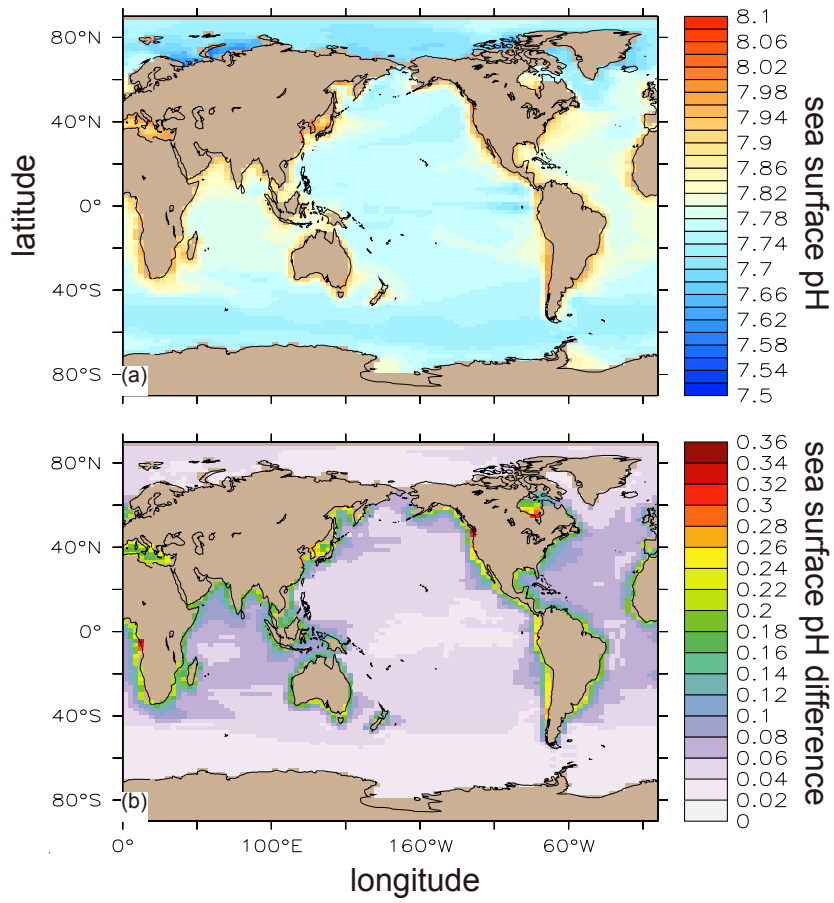 80°N
40°N
0°
40°S
80°S
latitude
(a)
8.1
8.06
8.02
7.98
7.94
7.9
7.86
7.82
7.78
7.74
7.7
7.66
7.62
7.58
7.54
7.5
sea surface pH
80°N
40°N
0°
40°S
80°S
(b)
0.36
0.34
0.32
0.3
0.28
0.26
0.24
0.22
0.2
0.18
0.16
0.14
0.12
0.1
0.08
0.06
0.04
0.02
0
sea surface pH difference
0° 100°E 160°W 60°W
longitude